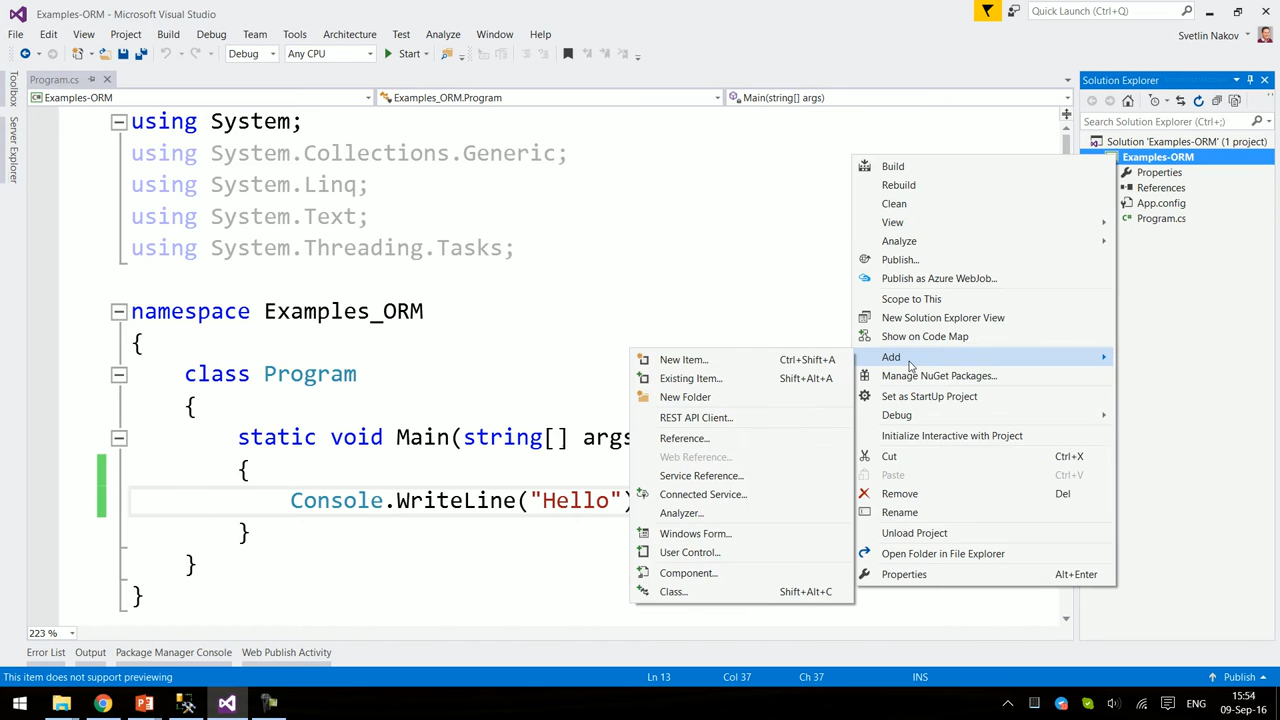 Examples-ORM - Microsoft Visual Studio
Quick Launch (Ctrl+Q)
File Edit View Project Build Debug Team Tools Architecture Test Analyze Window Help
Svetlin Nakov
Debug Any CPU Start
Program.cs
Solution Explorer
Examples-ORM Examples_ORM.Program Main(string[] args)
Toolbox
Server Explorer
Search Solution Explorer (Ctrl+;)
Solution 'Examples-ORM' (1 project)
Examples-ORM
Properties
References
App.config
Program.cs
using System;
using System.Collections.Generic;
using System.Linq;
using System.Text;
using System.Threading.Tasks;
namespace Examples_ORM
{
class Program
{
static void Main(string[] args
{
Console.WriteLine("Hello")
}
}
}
Build
Rebuild
Clean
View
Analyze
Publish...
Publish as Azure WebJob...
Scope to This
New Solution Explorer View
Show on Code Map
Add
Manage NuGet Packages...
Set as StartUp Project
Debug
Initialize Interactive with Project
Cut Ctrl+X
Paste Ctrl+V
Remove Del
Rename
Unload Project
Open Folder in File Explorer
Properties Alt+Enter
New Item... Ctrl+Shift+A
Existing Item... Shift+Alt+A
New Folder
REST API Client...
Reference...
Web Reference...
Service Reference...
Connected Service...
Analyzer...
Windows Form...
User Control...
Component...
Class... Shift+Alt+C
223 %
Error List Output Package Manager Console Web Publish Activity
This item does not support previewing Ln 13 Col 37 Ch 37 INS Publish
ENG
15:54
09-Sep-16